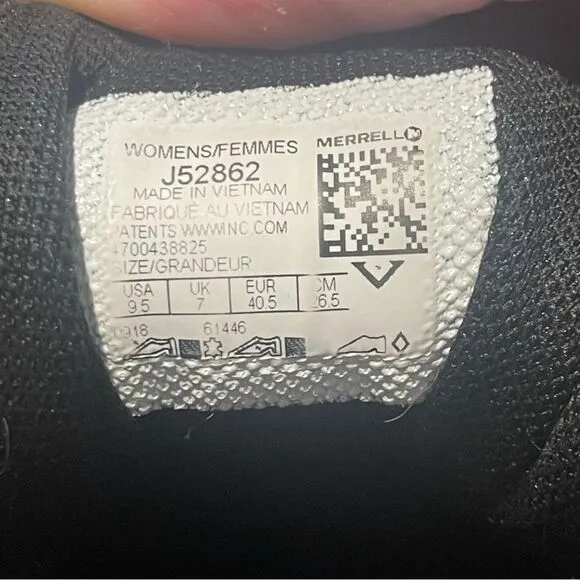 WOMENS/FEMMES
MERRELL
J52862
MADE IN VIETNAM
FABRIQUÉ AU VIETNAM
PATENTS WWWINC.COM
4700438825
SIZE/GRANDEUR
USA UK EUR CM
9.5 7 40.5 26.5
0918 61446